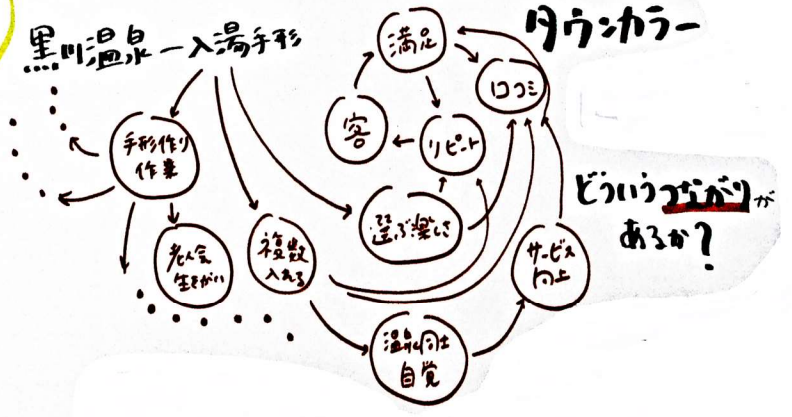 黒川温泉ー入湯手形
タウンカラー
満足
口コミ
客
リピート
手形作り
作業
選ぶ楽しさ
どういうつながりが
あるか?
老人会
生きがい
複数
入れる
サービス
向上
温泉同士
自覚